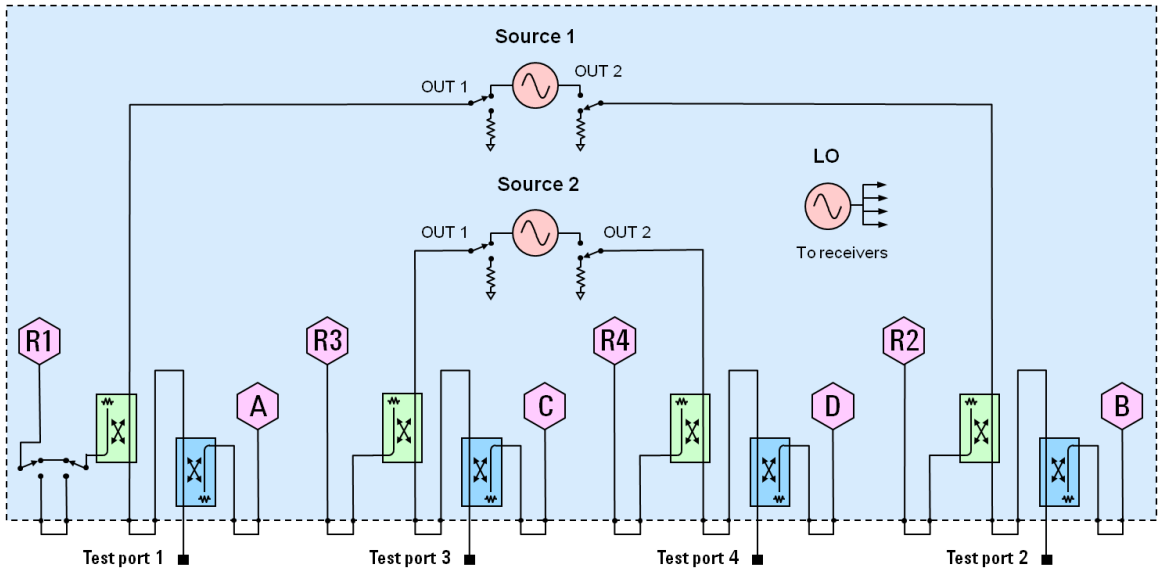 Source 1
OUT 1
OUT 2
Source 2
OUT 1
OUT 2
LO
To receivers
R1
R3
R4
R2
A
C
D
B
Test port 1
Test port 3
Test port 4
Test port 2